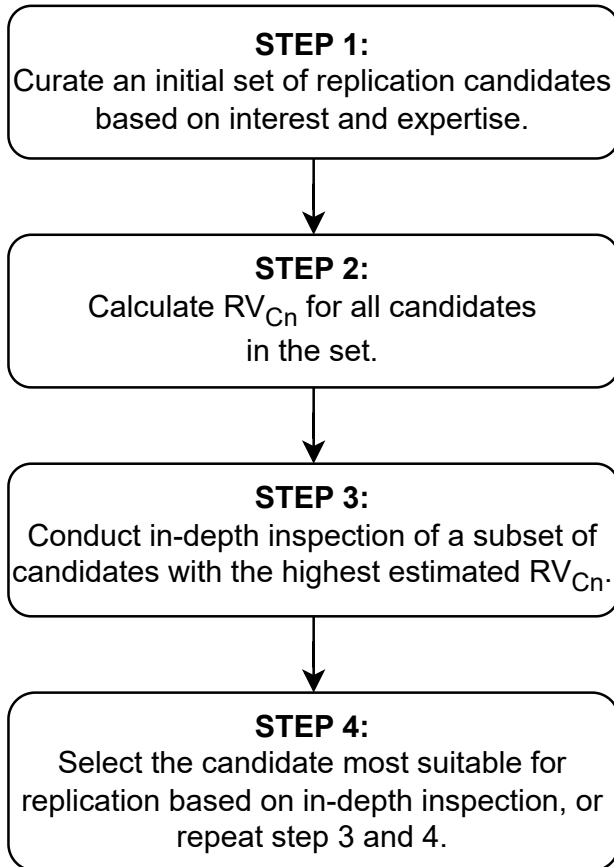 STEP 1:
Curate an initial set of replication candidates
based on interest and expertise.
STEP 2:
Calculate RV_Cn for all candidates
in the set.
STEP 3:
Conduct in-depth inspection of a subset of
candidates with the highest estimated RV_Cn.
STEP 4:
Select the candidate most suitable for
replication based on in-depth inspection, or
repeat step 3 and 4.